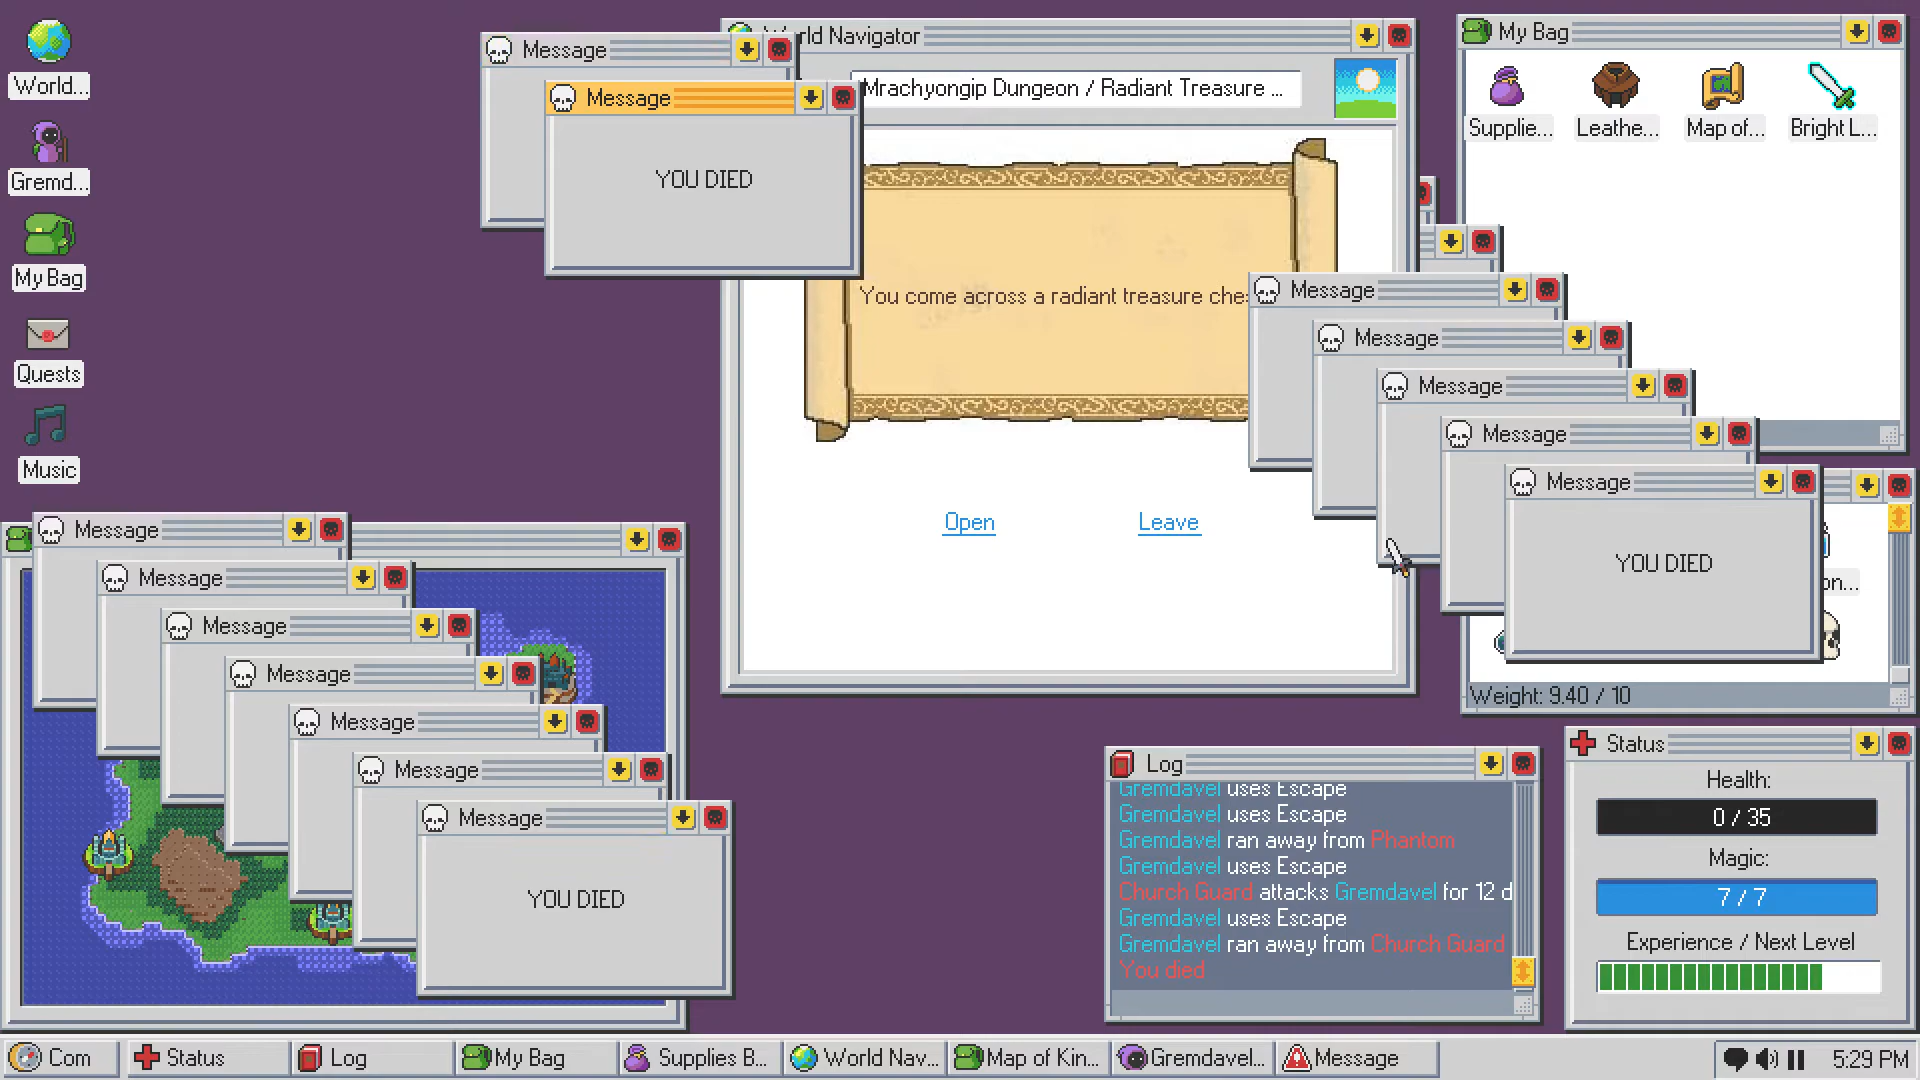 World...
Gremd...
My Bag
Quests
Music
Message
Message
YOU DIED
rld Navigator
Mrachyongip Dungeon / Radiant Treasure ...
You come across a radiant treasure che
Open
Leave
My Bag
Supplie...
Leathe...
Map of...
Bright L...
Message
Message
Message
Message
Message
YOU DIED
on...
Weight: 9.40 / 10
Message
Message
Message
Message
Message
Message
Message
YOU DIED
Log
Gremdavel uses Escape
Gremdavel uses Escape
Gremdavel ran away from Phantom
Gremdavel uses Escape
Church Guard attacks Gremdavel for 12 d
Gremdavel uses Escape
Gremdavel ran away from Church Guard
You died
Status
Health:
0 / 35
Magic:
7 / 7
Experience / Next Level
Com
Status
Log
My Bag
Supplies B...
World Nav...
Map of Kin...
Gremdavel...
Message
5:29 PM